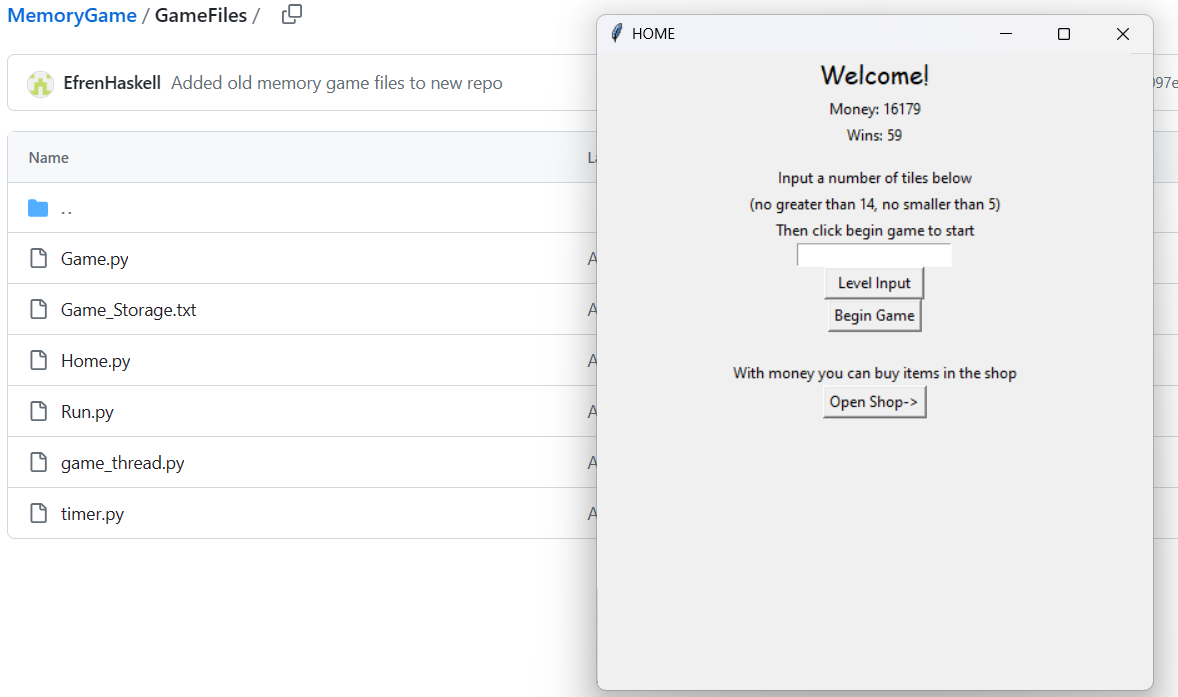 MemoryGame / GameFiles /
EfrenHaskell Added old memory game files to new repo
Name
. .
Game.py
Game_Storage.txt
Home.py
Run.py
game_thread.py
timer.py
HOME
Welcome!
Money: 16179
Wins: 59
Input a number of tiles below
(no greater than 14, no smaller than 5)
Then click begin game to start
Level Input
Begin Game
With money you can buy items in the shop
Open Shop->